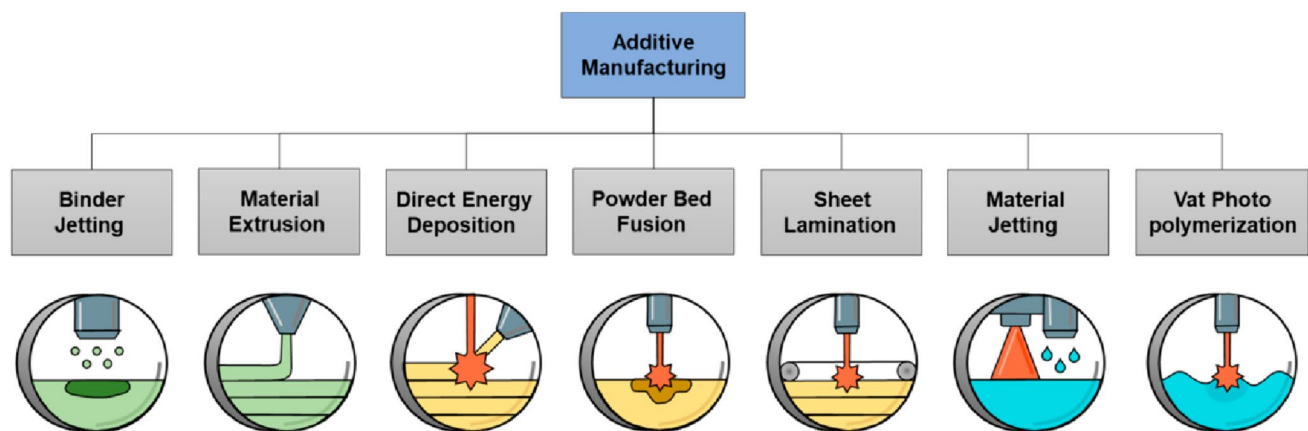 Additive
Manufacturing
Binder
Jetting
Material
Extrusion
Direct Energy
Deposition
Powder Bed
Fusion
Sheet
Lamination
Material
Jetting
Vat Photo
polymerization